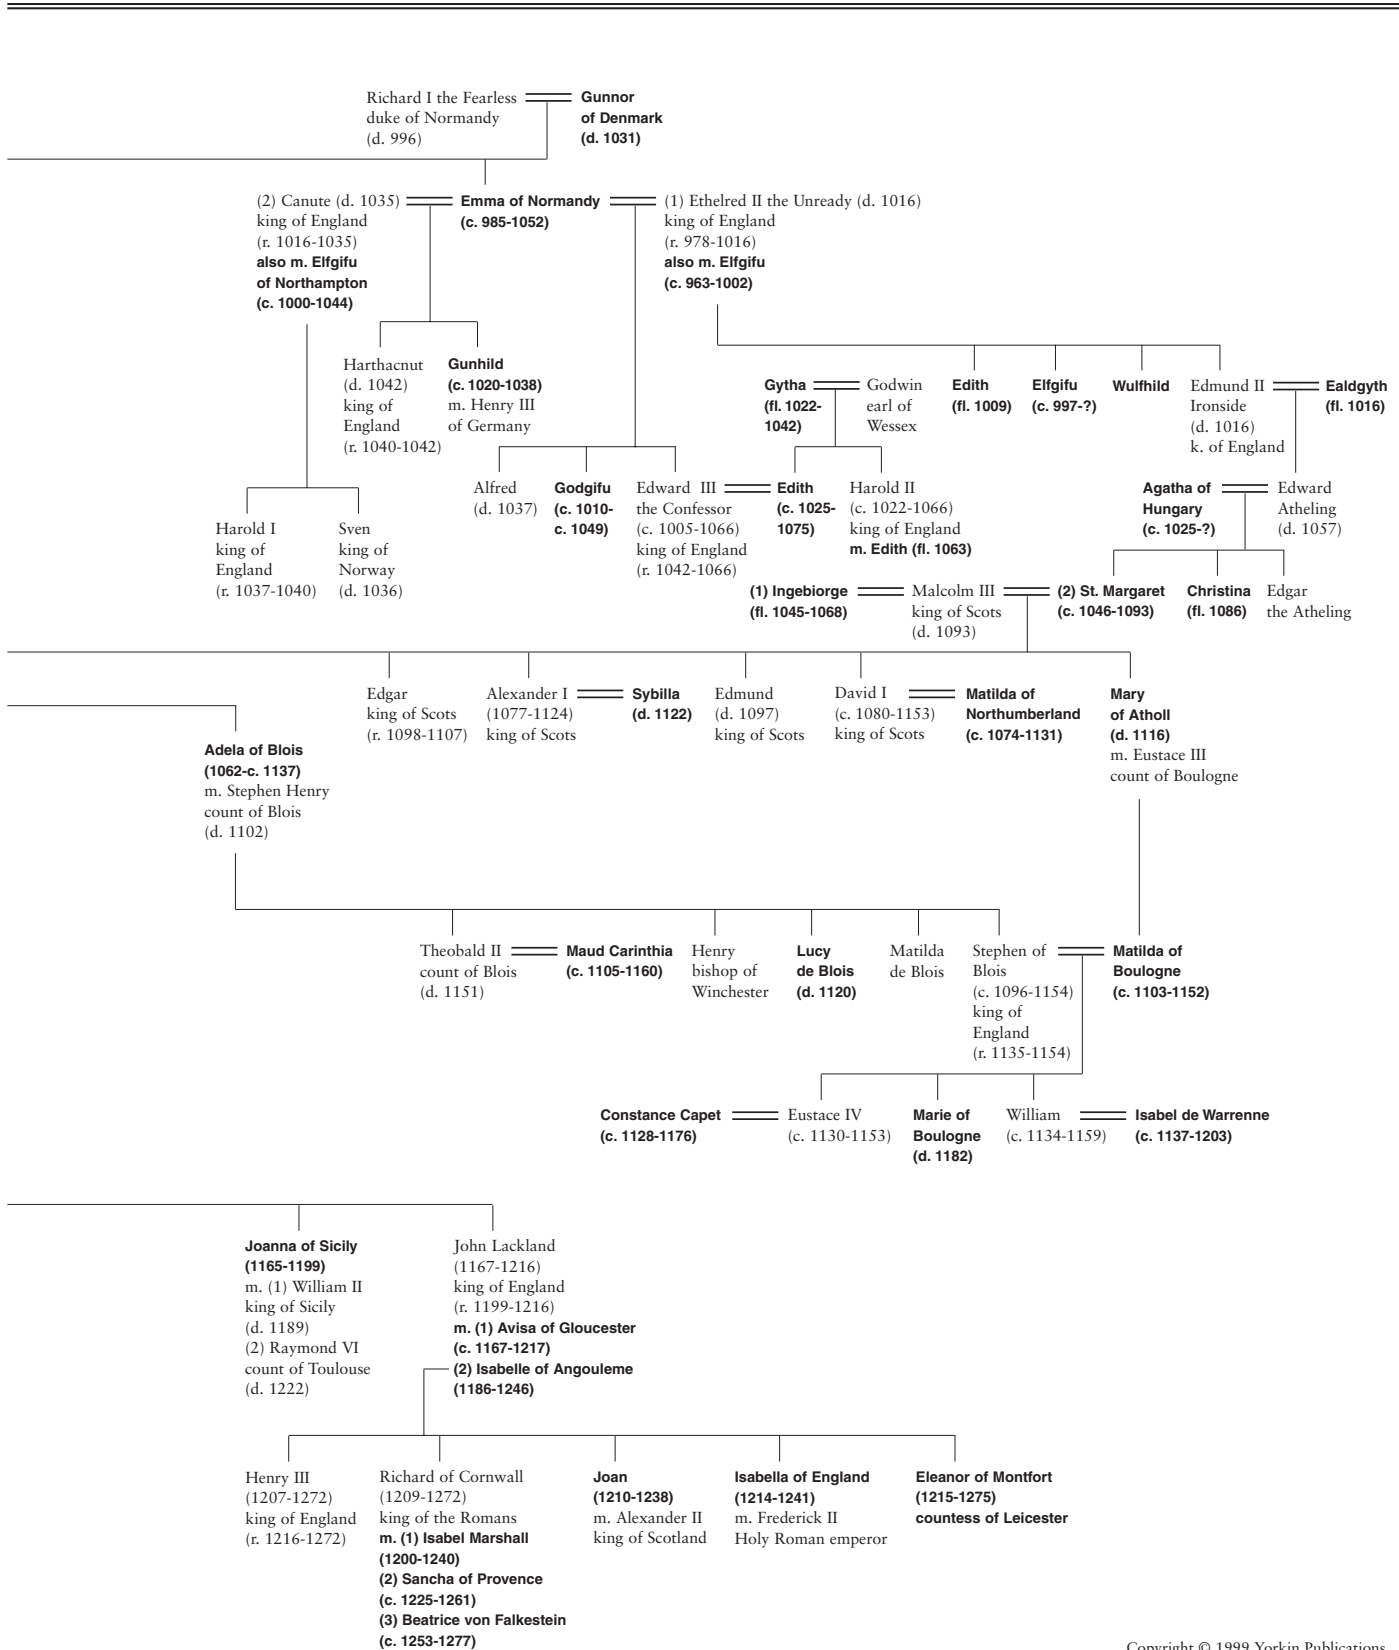 Richard I the Fearless
duke of Normandy
(d. 996)
Gunnor
of Denmark
(d. 1031)
(2) Canute (d. 1035)
king of England
(r. 1016-1035)
also m. Elfgifu
of Northampton
(c. 1000-1044)
Emma of Normandy
(c. 985-1052)
(1) Ethelred II the Unready (d. 1016)
king of England
(r. 978-1016)
also m. Elfgifu
(c. 963-1002)
Harthacnut
(d. 1042)
king of
England
(r. 1040-1042)
Gunhild
(c. 1020-1038)
m. Henry III
of Germany
Gytha
(fl. 1022-
1042)
Godwin
earl of
Wessex
Edith
(fl. 1009)
Elfgifu
(c. 997-?)
Wulfhild
Edmund II
Ironside
(d. 1016)
k. of England
Ealdgyth
(fl. 1016)
Harold I
king of
England
(r. 1037-1040)
Sven
king of
Norway
(d. 1036)
Alfred
(d. 1037)
Godgifu
(c. 1010-
c. 1049)
Edward III
the Confessor
(c. 1005-1066)
king of England
(r. 1042-1066)
Edith
(c. 1025-
1075)
Harold II
(c. 1022-1066)
king of England
m. Edith (fl. 1063)
Agatha of
Hungary
(c. 1025-?)
Edward
Atheling
(d. 1057)
(1) Ingebiorge
(fl. 1045-1068)
Malcolm III
king of Scots
(d. 1093)
(2) St. Margaret
(c. 1046-1093)
Christina
(fl. 1086)
Edgar
the Atheling
Edgar
king of Scots
(r. 1098-1107)
Alexander I
(1077-1124)
king of Scots
Sybilla
(d. 1122)
Edmund
(d. 1097)
king of Scots
David I
(c. 1080-1153)
king of Scots
Matilda of
Northumberland
(c. 1074-1131)
Mary
of Atholl
(d. 1116)
m. Eustace III
count of Boulogne
Adela of Blois
(1062-c. 1137)
m. Stephen Henry
count of Blois
(d. 1102)
Theobald II
count of Blois
(d. 1151)
Maud Carinthia
(c. 1105-1160)
Henry
bishop of
Winchester
Lucy
de Blois
(d. 1120)
Matilda
de Blois
Stephen of
Blois
(c. 1096-1154)
king of
England
(r. 1135-1154)
Matilda of
Boulogne
(c. 1103-1152)
Constance Capet
(c. 1128-1176)
Eustace IV
(c. 1130-1153)
Marie of
Boulogne
(d. 1182)
William
(c. 1134-1159)
Isabel de Warrenne
(c. 1137-1203)
Joanna of Sicily
(1165-1199)
m. (1) William II
king of Sicily
(d. 1189)
(2) Raymond VI
count of Toulouse
(d. 1222)
John Lackland
(1167-1216)
king of England
(r. 1199-1216)
m. (1) Avisa of Gloucester
(c. 1167-1217)
(2) Isabelle of Angouleme
(1186-1246)
Henry III
(1207-1272)
king of England
(r. 1216-1272)
Richard of Cornwall
(1209-1272)
king of the Romans
m. (1) Isabel Marshall
(1200-1240)
(2) Sancha of Provence
(c. 1225-1261)
(3) Beatrice von Falkestein
(c. 1253-1277)
Joan
(1210-1238)
m. Alexander II
king of Scotland
Isabella of England
(1214-1241)
m. Frederick II
Holy Roman emperor
Eleanor of Montfort
(1215-1275)
countess of Leicester
Copyright © 1999 Yorkin Publications